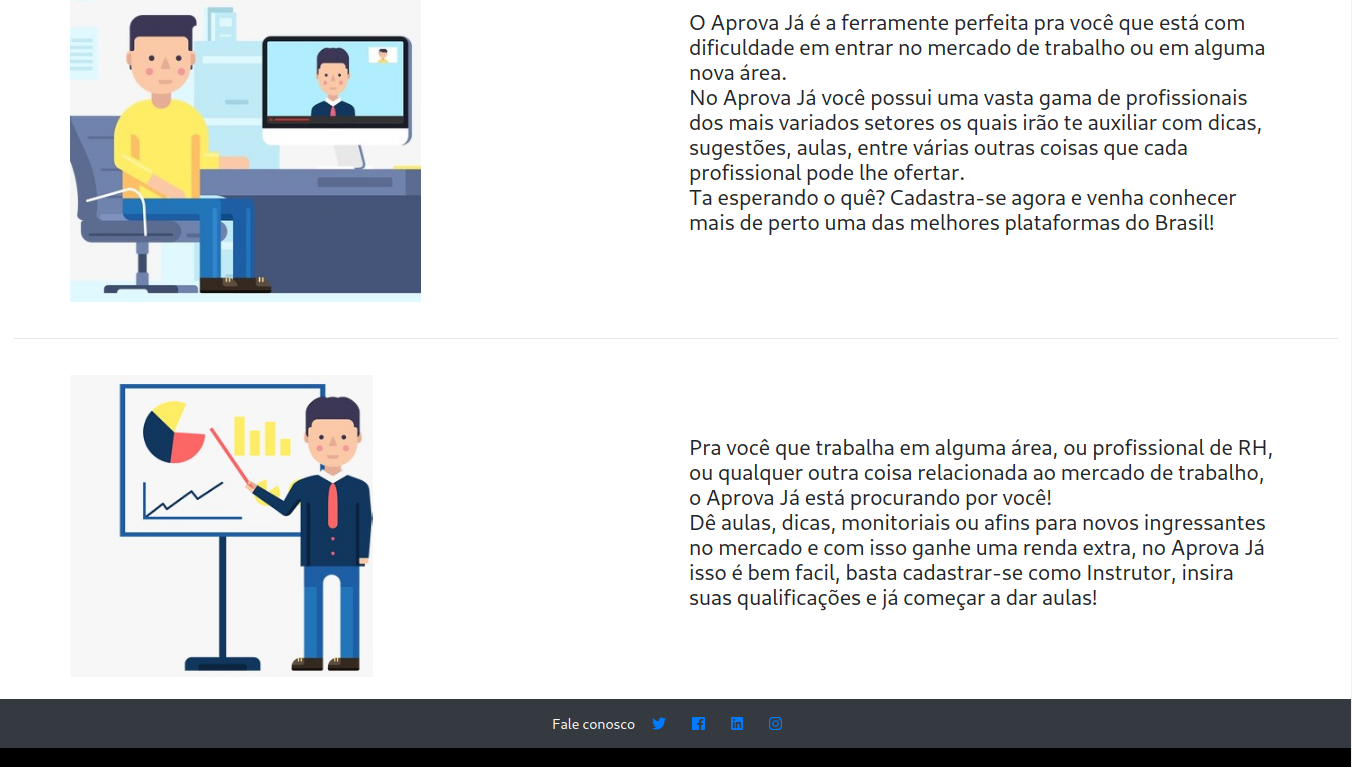 O Aprova Já é a ferramente perfeita pra você que está com
dificuldade em entrar no mercado de trabalho ou em alguma
nova área.
No Aprova Já você possui uma vasta gama de profissionais
dos mais variados setores os quais irão te auxiliar com dicas,
sugestões, aulas, entre várias outras coisas que cada
profissional pode lhe ofertar.
Ta esperando o quê? Cadastra-se agora e venha conhecer
mais de perto uma das melhores plataformas do Brasil!
Pra você que trabalha em alguma área, ou profissional de RH,
ou qualquer outra coisa relacionada ao mercado de trabalho,
o Aprova Já está procurando por você!
Dê aulas, dicas, monitoriais ou afins para novos ingressantes
no mercado e com isso ganhe uma renda extra, no Aprova Já
isso é bem facil, basta cadastrar-se como Instrutor, insira
suas qualificações e já começar a dar aulas!
Fale conosco